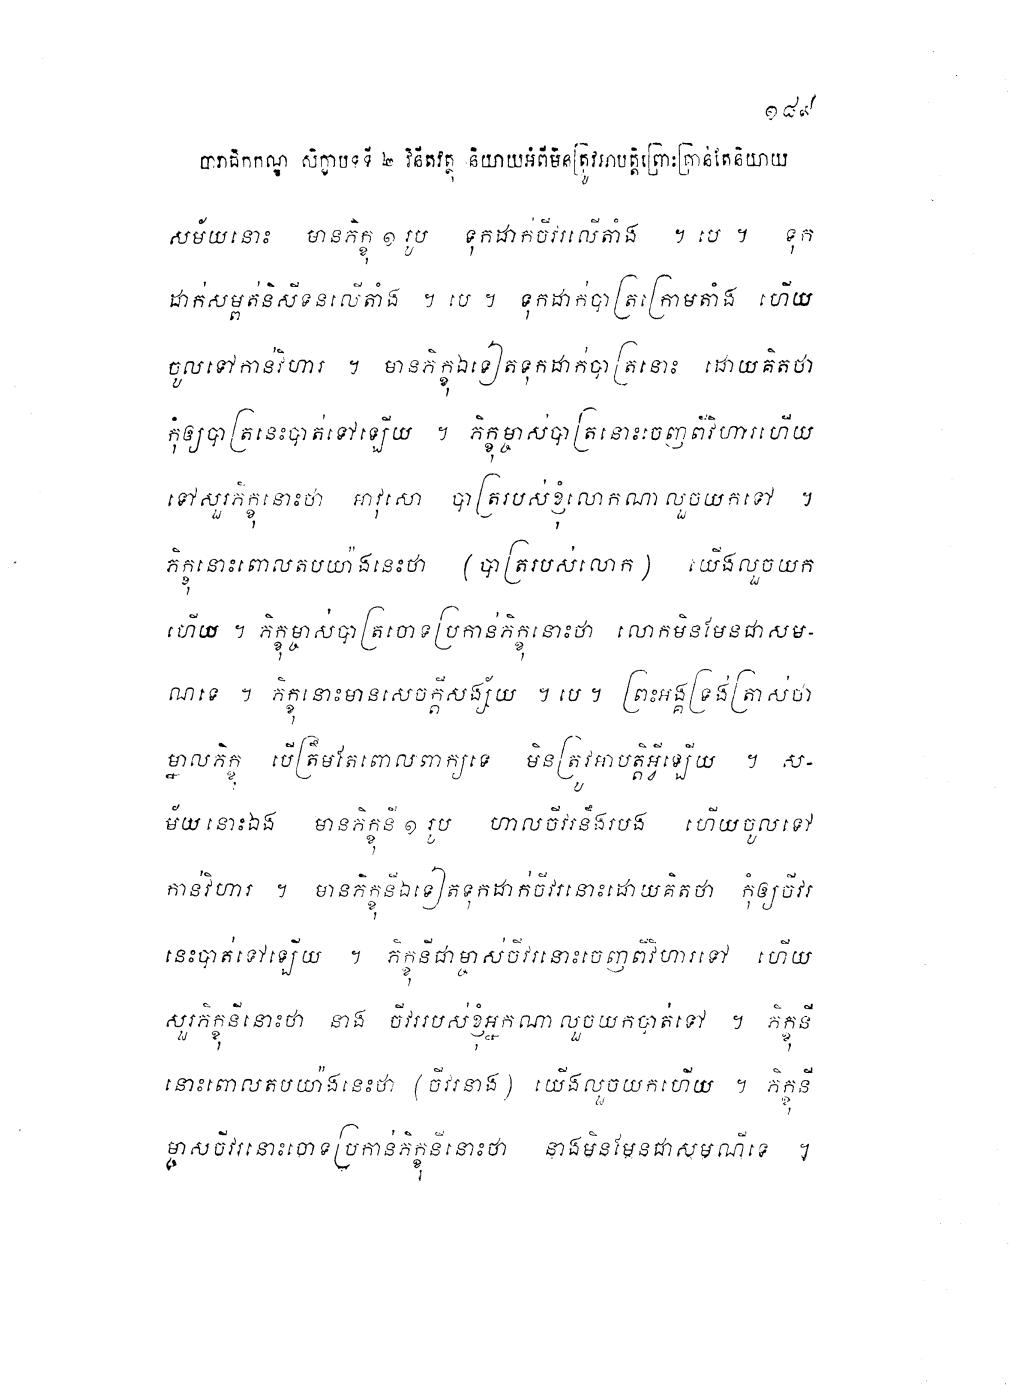 ១៨៩
បារាជិកកណ្ឌ សិក្ខាបទទី ២ វិនីតវត្ថុ និយាយអំពីមិនត្រូវអាបត្តិព្រោះគ្រាន់តែនិយាយ
សម័យនោះ មានភិក្ខុ ១ រូប ទុកដាក់ចីវរលើតាំង ។ បេ ។ ទុក
ដាក់សម្ពត់និសីទនលើតាំង ។ បេ ។ ទុកដាក់បាត្រក្រោមតាំង ហើយ
ចូលទៅកាន់វិហារ ។ មានភិក្ខុឯទៀតទុកដាក់បាត្រនោះ ដោយគិតថា
កុំឲ្យបាត្រនេះបាត់ទៅឡើយ ។ ភិក្ខុម្ចាស់បាត្រនោះចេញពីវិហារហើយ
ទៅសួរភិក្ខុនោះថា អាវុសោ បាត្ររបស់ខ្ញុំលោកណាលួចយកទៅ ។
ភិក្ខុនោះពោលតបយ៉ាងនេះថា (បាត្ររបស់លោក) យើងលួចយក
ហើយ ។ ភិក្ខុម្ចាស់បាត្រចោទប្រកាន់ភិក្ខុនោះថា លោកមិនមែនជាសម-
ណទេ ។ ភិក្ខុនោះមានសេចក្តីសង្ស័យ ។ បេ ។ ព្រះអង្គទ្រង់ត្រាស់ថា
ម្នាលភិក្ខុ បើត្រឹមតែពោលពាក្យទេ មិនត្រូវអាបត្តិអ្វីឡើយ ។ ស-
ម័យនោះឯង មានភិក្ខុនី ១ រូប ហាលចីវរនឹងរបង ហើយចូលទៅ
កាន់វិហារ ។ មានភិក្ខុនីឯទៀតទុកដាក់ចីវរនោះដោយគិតថា កុំឲ្យចីវរ
នេះបាត់ទៅឡើយ ។ ភិក្ខុនីជាម្ចាស់ចីវរនោះចេញពីវិហារទៅ ហើយ
សួរភិក្ខុនីនោះថា នាង ចីវររបស់ខ្ញុំអ្នកណាលួចយកបាត់ទៅ ។ ភិក្ខុនី
នោះពោលតបយ៉ាងនេះថា (ចីវរនាង) យើងលួចយកហើយ ។ ភិក្ខុនី
ម្ចាសចីវរនោះចោទប្រកាន់ភិក្ខុនីនោះថា នាងមិនមែនជាសមណីទេ ។